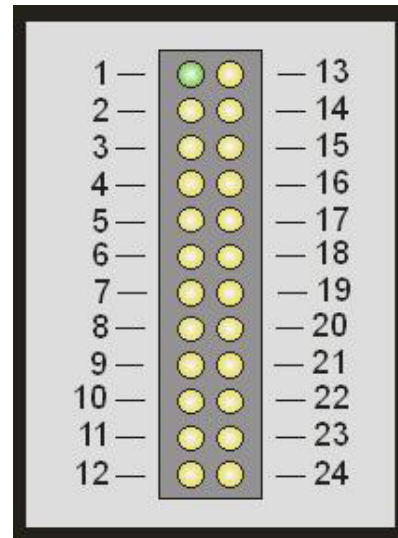 1 — — 13
2 — — 14
3 — — 15
4 — — 16
5 — — 17
6 — — 18
7 — — 19
8 — — 20
9 — — 21
10 — — 22
11 — — 23
12 — — 24